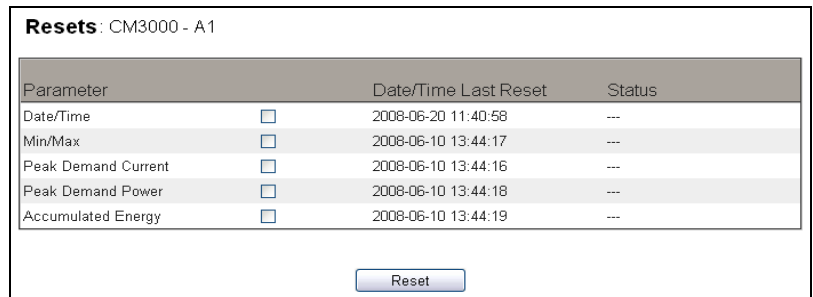 Resets: CM3000 - A1
Parameter Date/Time Last Reset Status
Date/Time 2008-06-20 11:40:58 ---
Min/Max 2008-06-10 13:44:17 ---
Peak Demand Current 2008-06-10 13:44:16 ---
Peak Demand Power 2008-06-10 13:44:18 ---
Accumulated Energy 2008-06-10 13:44:19 ---
Reset